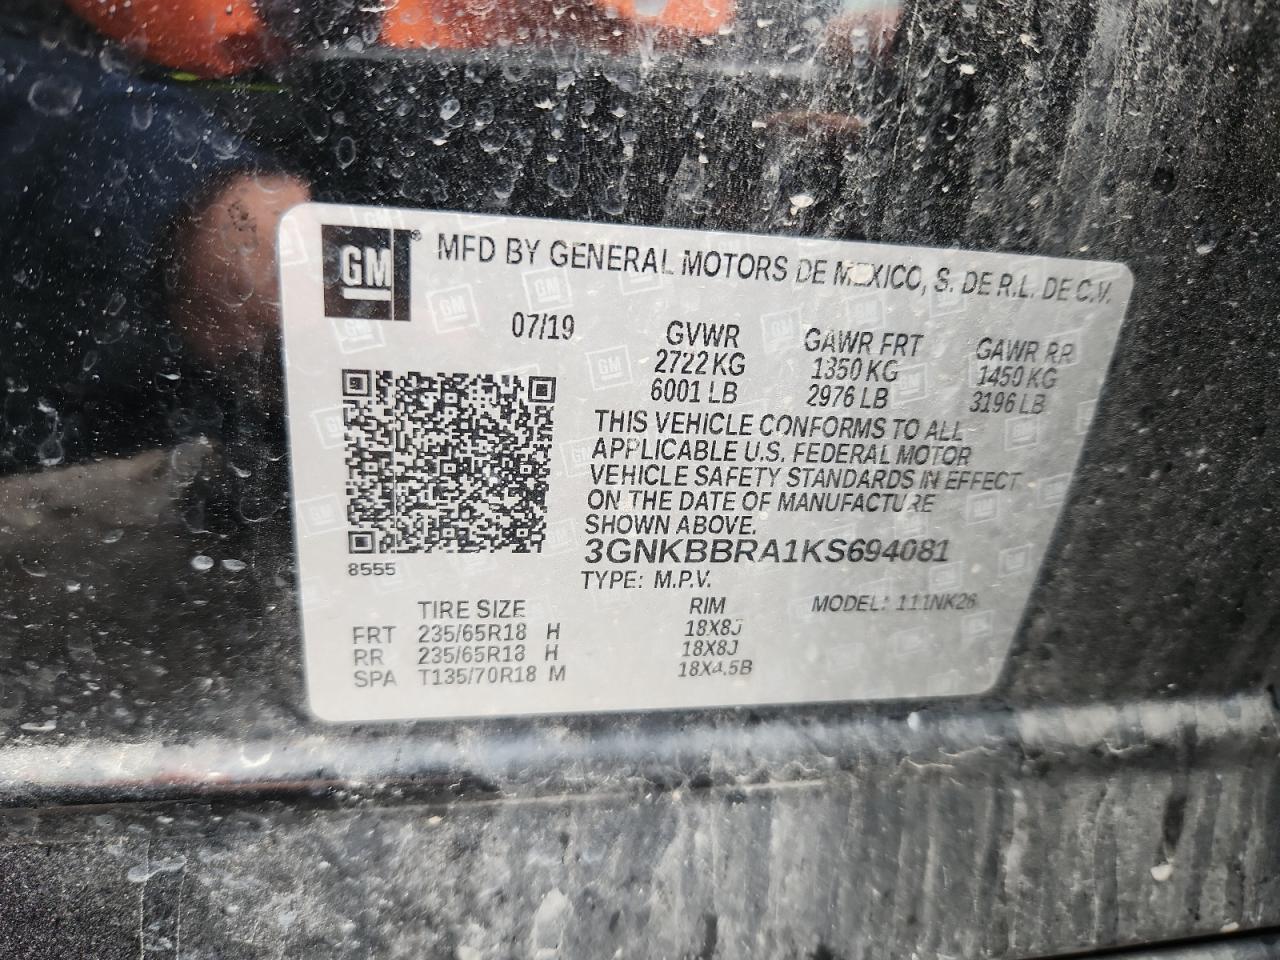 GM® MFD BY GENERAL MOTORS DE MEXICO, S. DE R.L. DE C.V.
07/19 GVWR GAWR FRT GAWR RR
2722 KG 1350 KG 1450 KG
6001 LB 2976 LB 3196 LB
THIS VEHICLE CONFORMS TO ALL
APPLICABLE U.S. FEDERAL MOTOR
VEHICLE SAFETY STANDARDS IN EFFECT
ON THE DATE OF MANUFACTURE
SHOWN ABOVE.
3GNKBBRA1KS694081
8555
TYPE: M.P.V.
MODEL: 111NK26
TIRE SIZE RIM
FRT 235/65R18 H 18X8J
RR 235/65R18 H 18X8J
SPA T135/70R18 M 18X4.5B